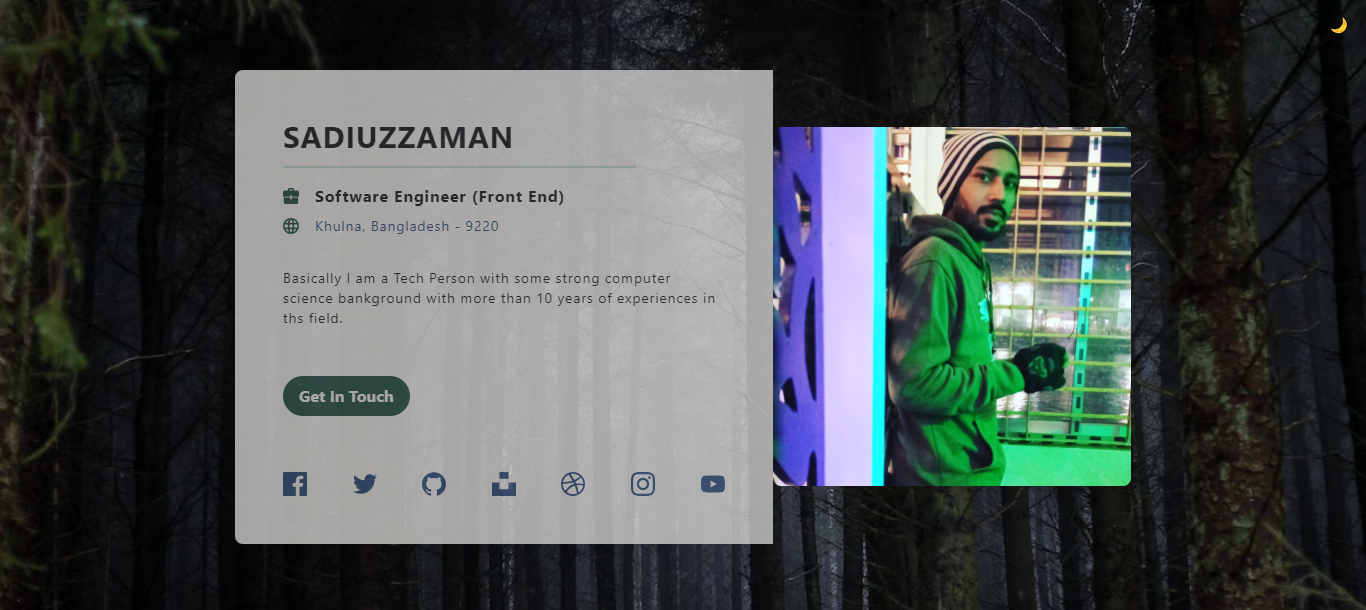 SADIUZZAMAN
Software Engineer (Front End)
Khulna, Bangladesh - 9220
Basically I am a Tech Person with some strong computer
science bankground with more than 10 years of experiences in
ths field.
Get In Touch